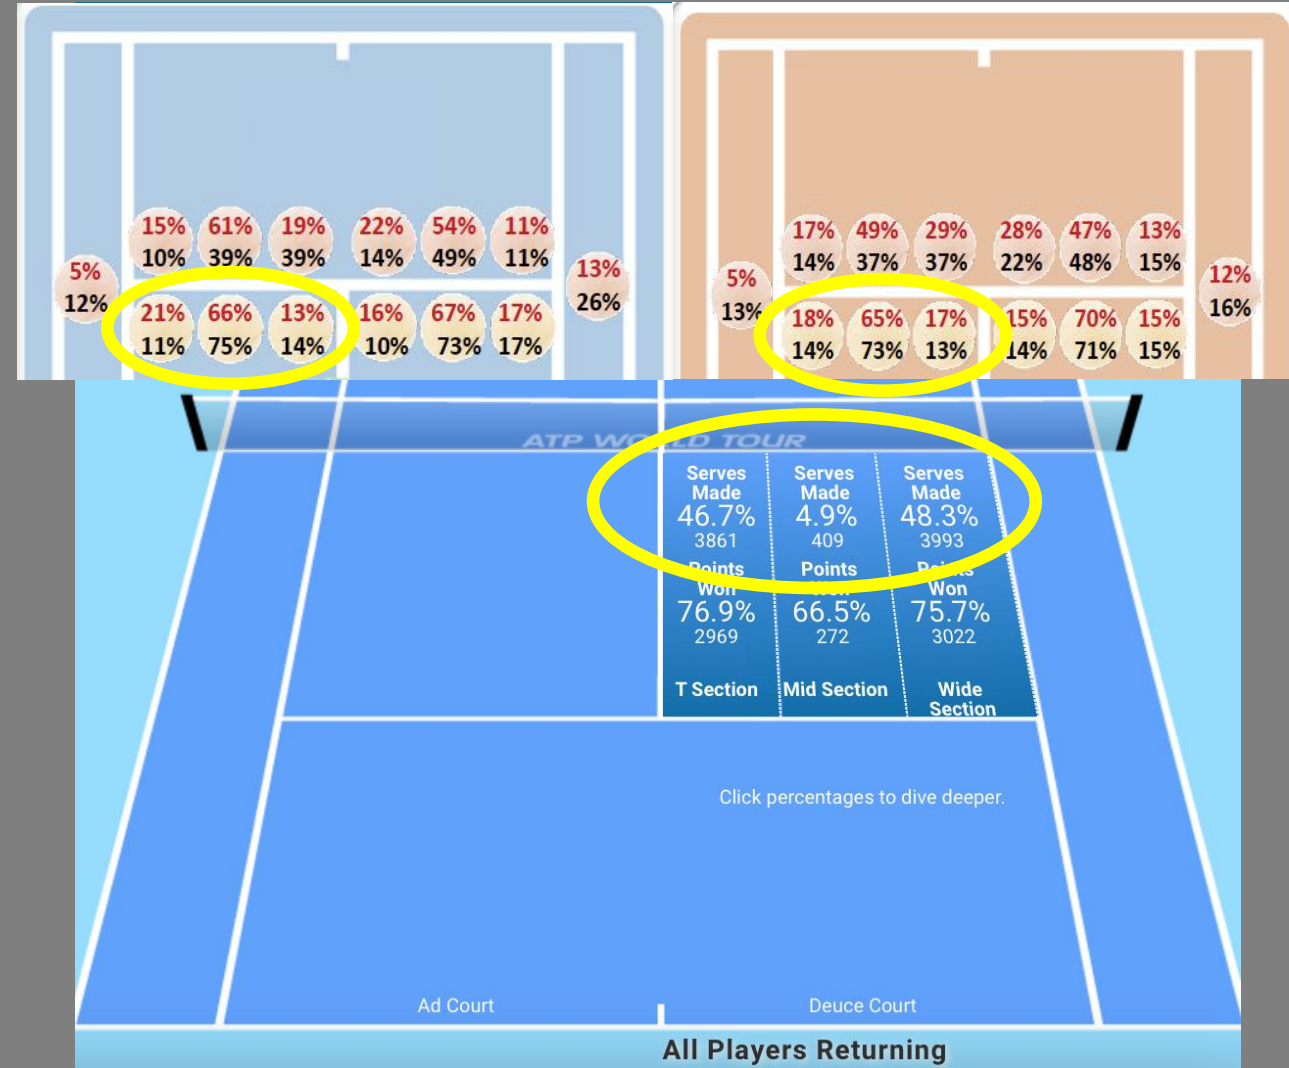 15% 61% 19% 22% 54% 11%
10% 39% 39% 14% 49% 11%
5% 13%
12% 26%
21% 66% 13% 16% 67% 17%
11% 75% 14% 10% 73% 17%
17% 49% 29% 28% 47% 13%
14% 37% 37% 22% 48% 15%
5% 12%
13% 16%
18% 65% 17% 15% 70% 15%
14% 73% 13% 14% 71% 15%
ATP WORLD TOUR
Serves
Made
46.7%
3861
Points
Won
76.9%
2969
T Section
Serves
Made
4.9%
409
Points
Won
66.5%
272
Mid Section
Serves
Made
48.3%
3993
Points
Won
75.7%
3022
Wide
Section
Click percentages to dive deeper.
Ad Court
Deuce Court
All Players Returning